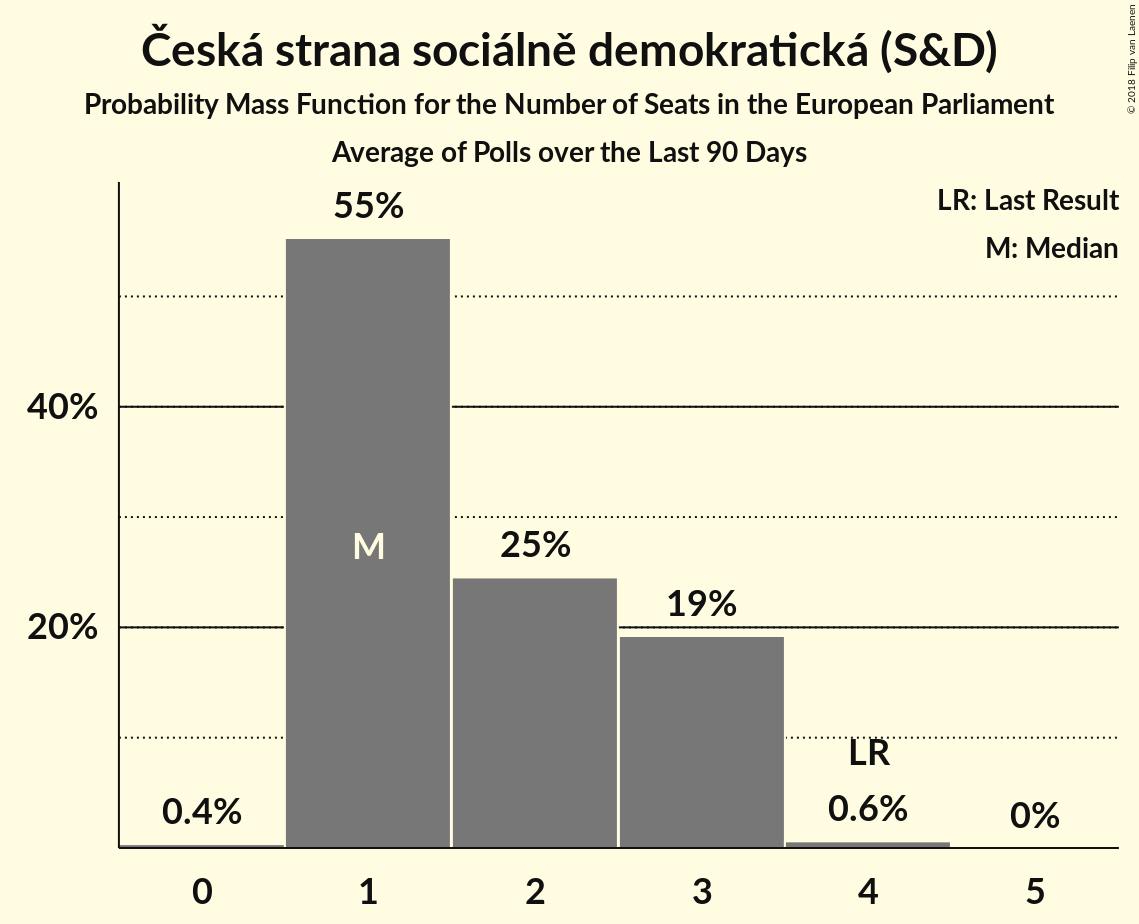 Česká strana sociálně demokratická (S&D)
Probability Mass Function for the Number of Seats in the European Parliament
Average of Polls over the Last 90 Days
© 2018 Filip van Laenen
LR: Last Result
M: Median
55%
40%
M
25%
19%
20%
LR
0.4%
0.6%
0%
0 1 2 3 4 5